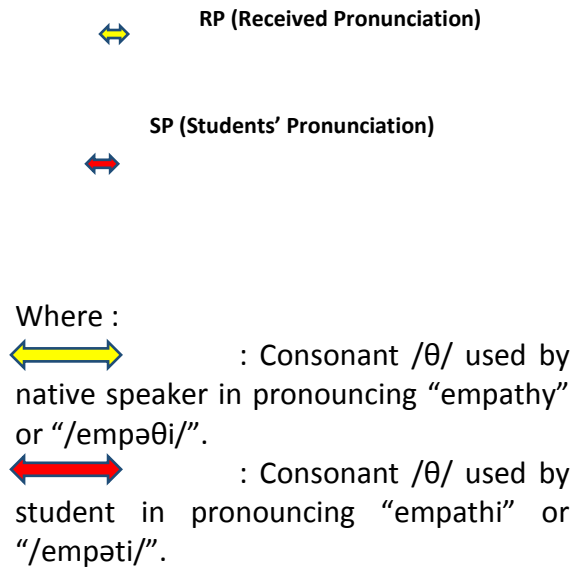 RP (Received Pronunciation)
SP (Students’ Pronunciation)
Where :
: Consonant /θ/ used by
native speaker in pronouncing “empathy”
or “/empəθi/”.
: Consonant /θ/ used by
student in pronouncing “empathi” or
“/empəti/”.